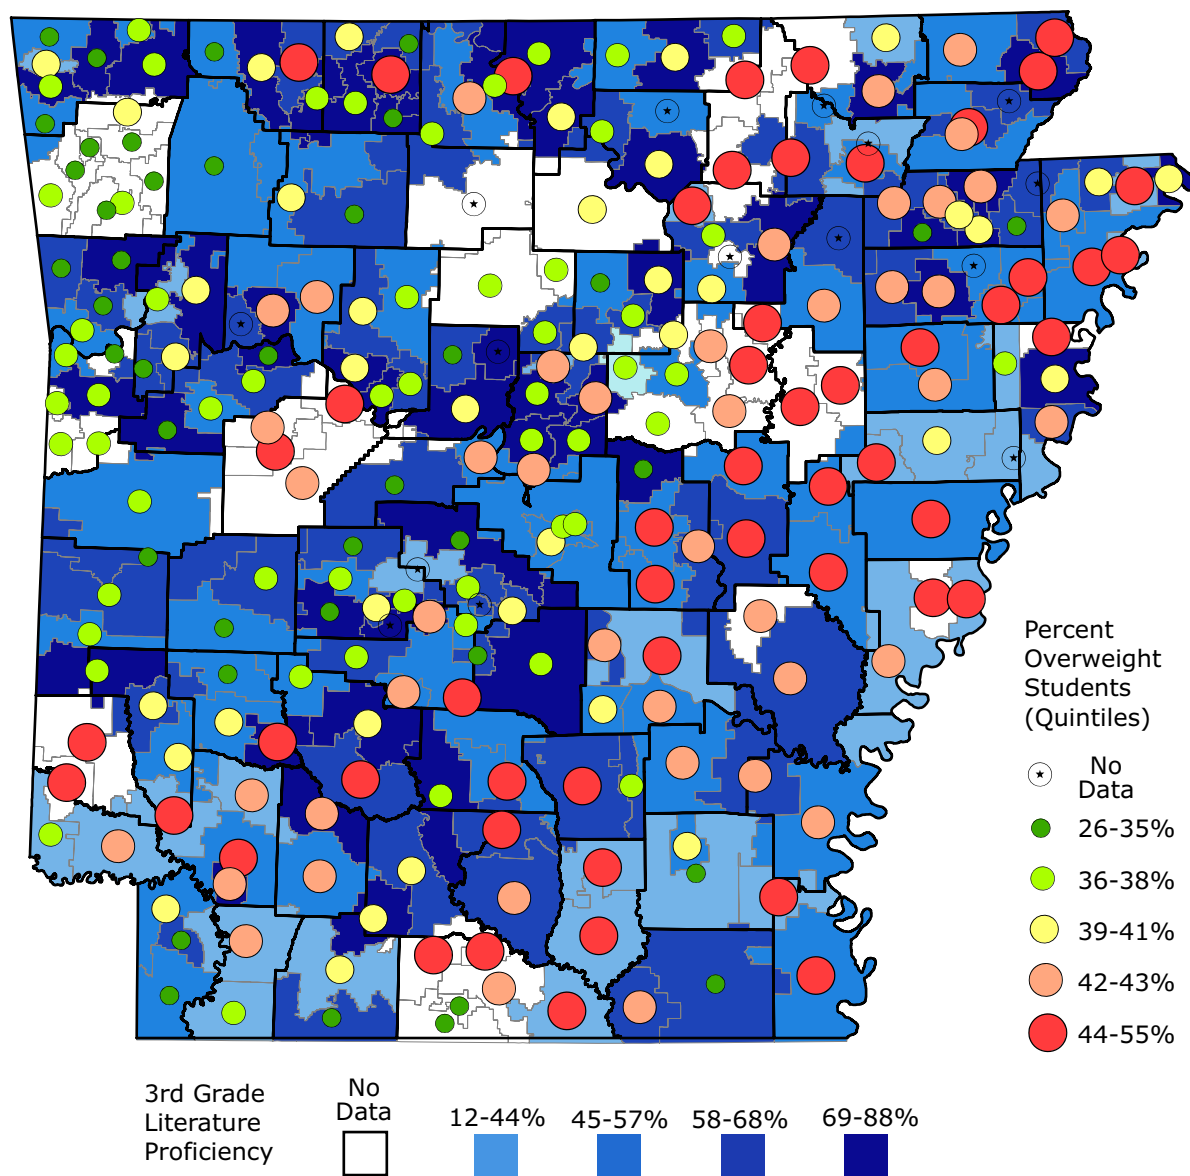 Percent
Overweight
Students
(Quintiles)
No
Data
26-35%
36-38%
39-41%
42-43%
44-55%
3rd Grade
Literature
Proficiency
No
Data
12-44%
45-57%
58-68%
69-88%